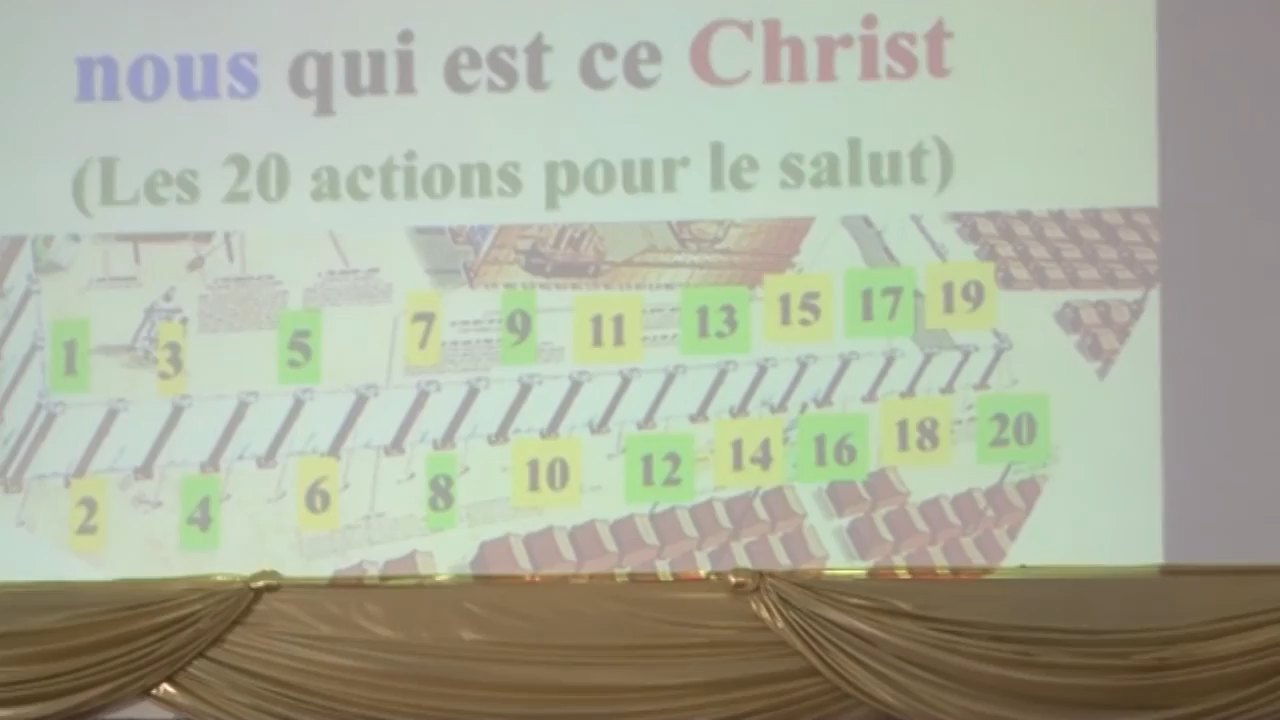 nous qui est ce Christ
(Les 20 actions pour le salut)
1 3 5 7 9 11 13 15 17 19
2 4 6 8 10 12 14 16 18 20